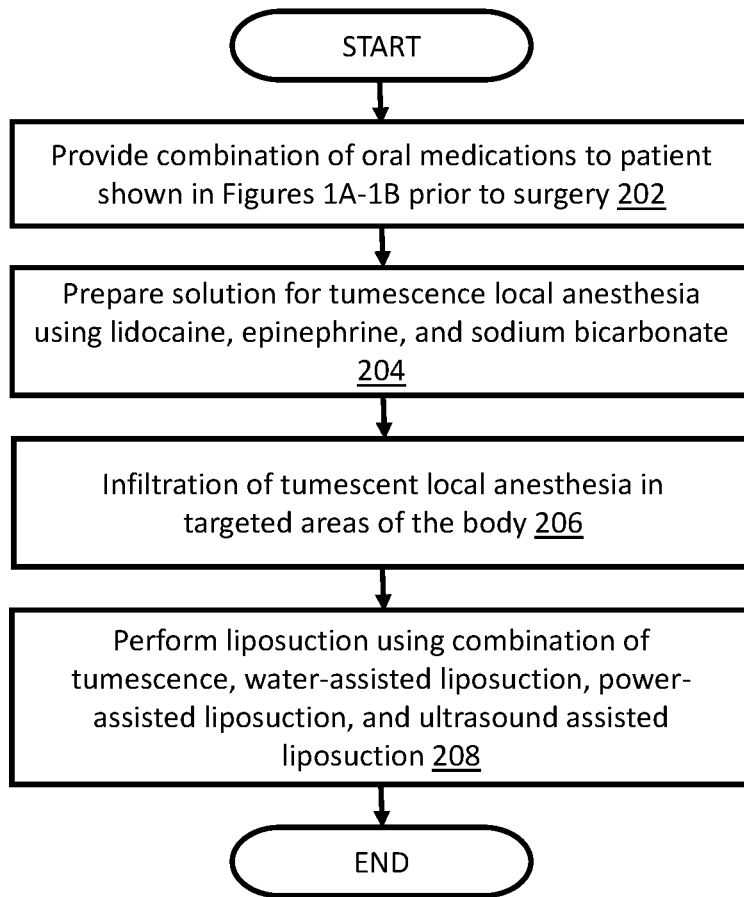 START
Provide combination of oral medications to patient
shown in Figures 1A-1B prior to surgery 202
Prepare solution for tumescence local anesthesia
using lidocaine, epinephrine, and sodium bicarbonate
204
Infiltration of tumescent local anesthesia in
targeted areas of the body 206
Perform liposuction using combination of
tumescence, water-assisted liposuction, power-
assisted liposuction, and ultrasound assisted
liposuction 208
END